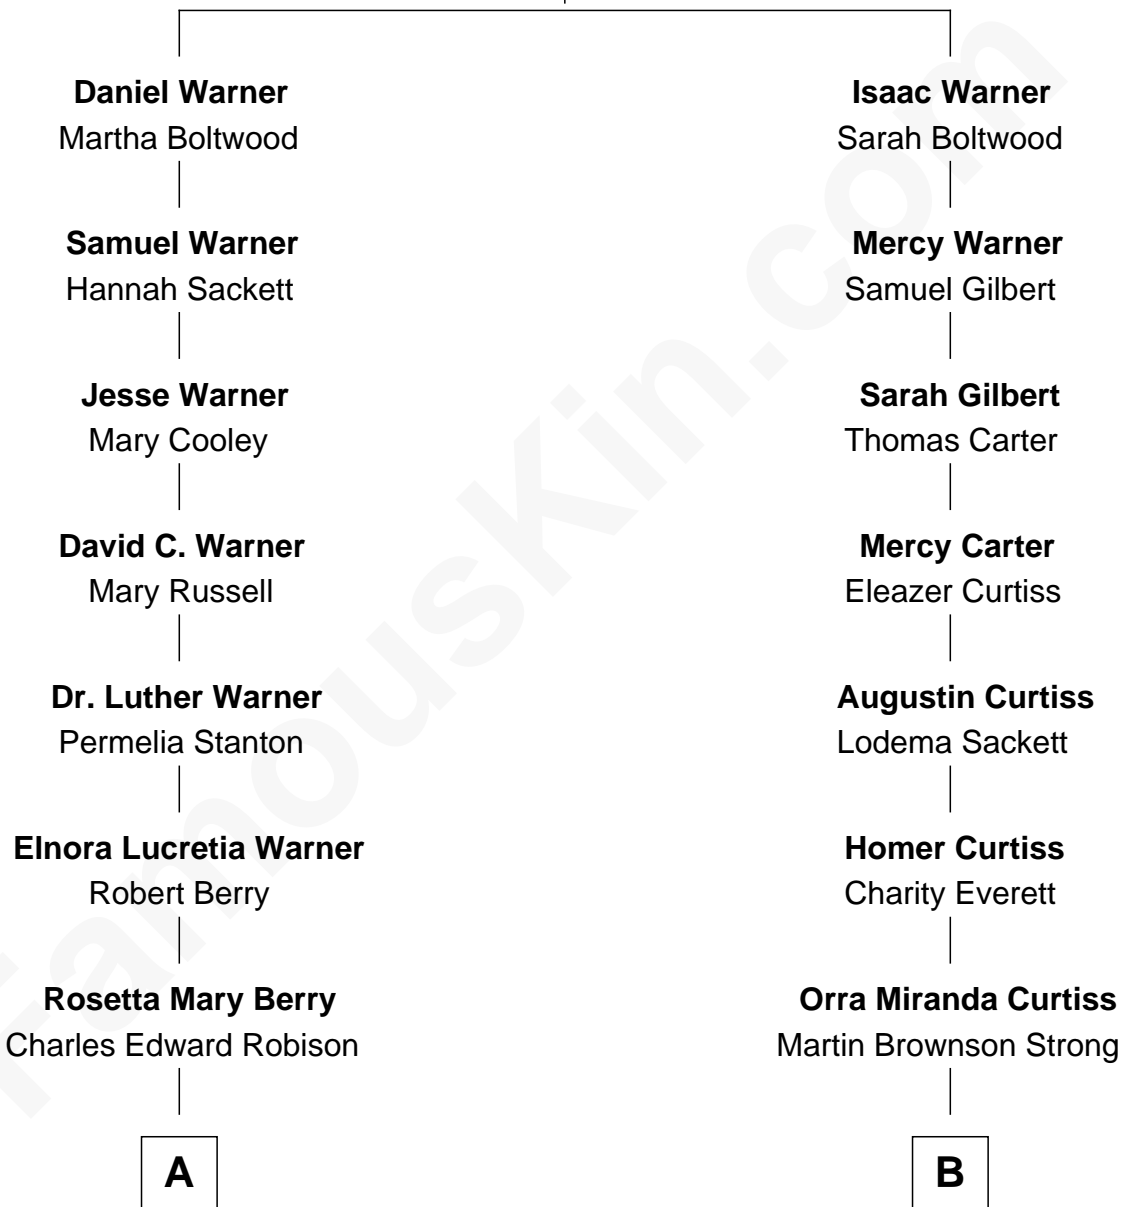 Daniel Warner
Martha Boltwood
Isaac Warner
Sarah Boltwood
Samuel Warner
Hannah Sackett
Mercy Warner
Samuel Gilbert
Jesse Warner
Mary Cooley
Sarah Gilbert
Thomas Carter
David C. Warner
Mary Russell
Mercy Carter
Eleazer Curtiss
Dr. Luther Warner
Permelia Stanton
Augustin Curtiss
Lodema Sackett
Elnora Lucretia Warner
Robert Berry
Homer Curtiss
Charity Everett
Rosetta Mary Berry
Charles Edward Robison
Orra Miranda Curtiss
Martin Brownson Strong
A
B
FamousKin.com